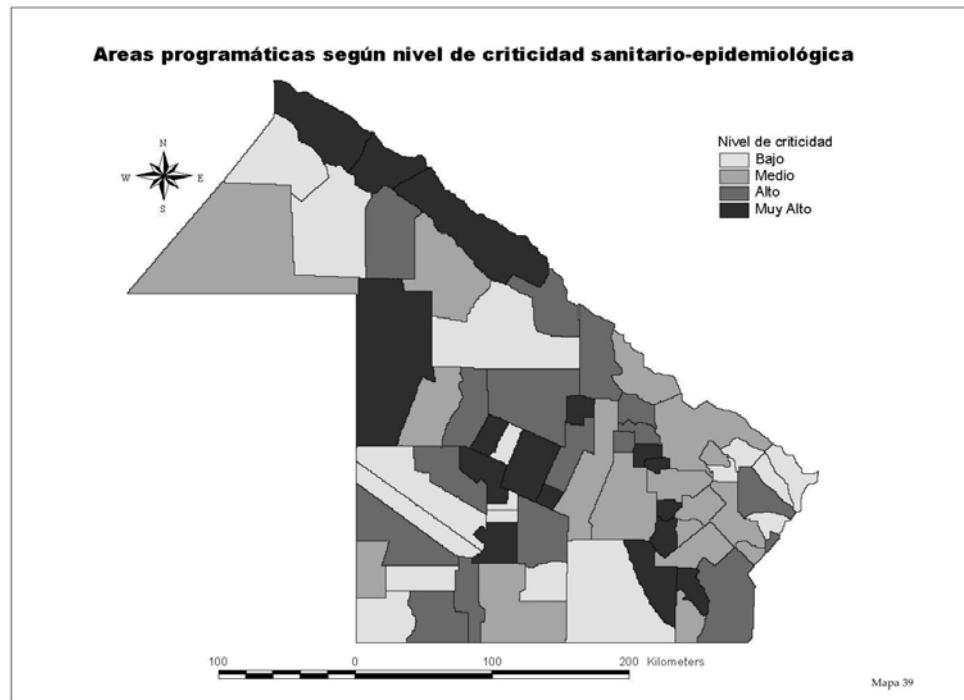 Areas programáticas según nivel de criticidad sanitario-epidemiológica
N
W E
S
Nivel de criticidad
Bajo
Medio
Alto
Muy Alto
100 0 100 200 Kilometers
Mapa 39